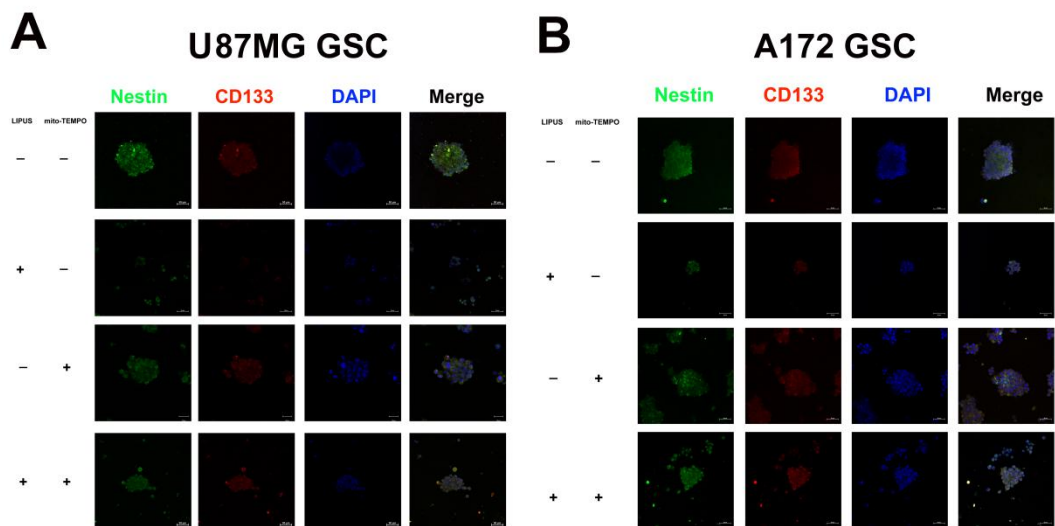 A
U87MG GSC
Nestin CD133 DAPI Merge
LIPUS mito-TEMPO
– –
+ –
– +
+ +
B
A172 GSC
Nestin CD133 DAPI Merge
LIPUS mito-TEMPO
– –
+ –
– +
+ +